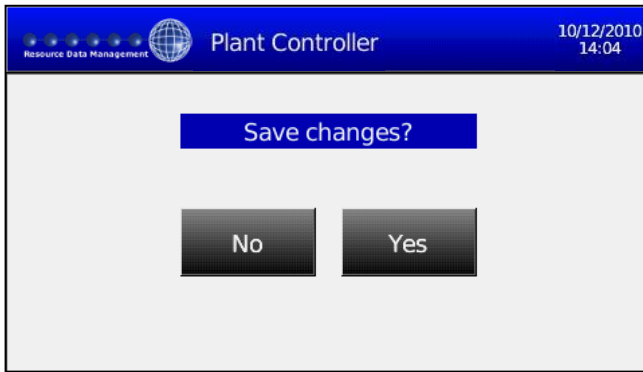 Resource Data Management
Plant Controller
10/12/2010
14:04
Save changes?
No
Yes